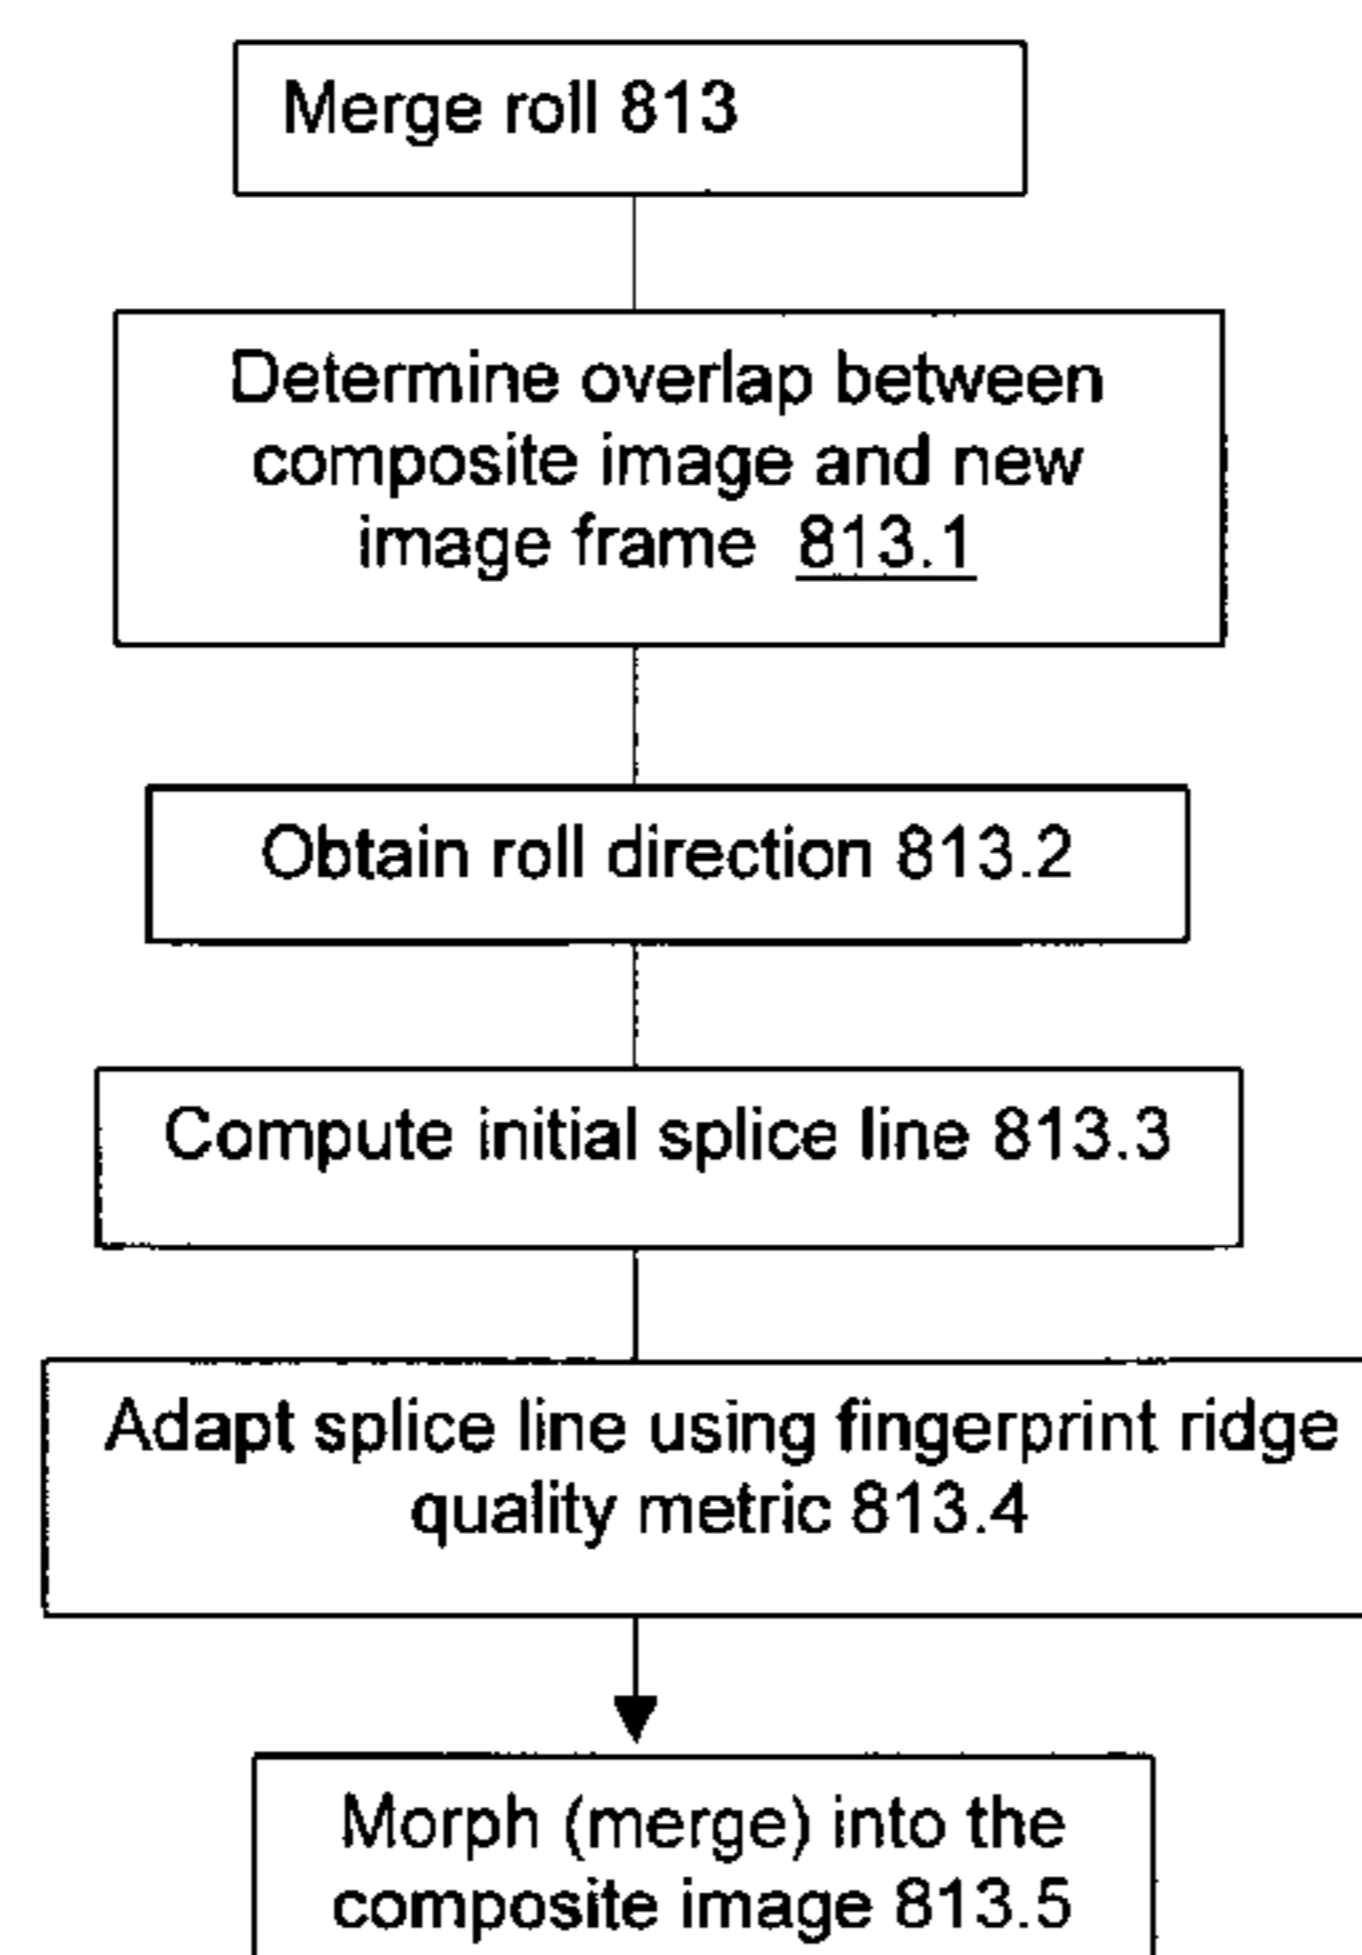 Merge roll 813
Determine overlap between
composite image and new
image frame 813.1
Obtain roll direction 813.2
Compute initial splice line 813.3
Adapt splice line using fingerprint ridge
quality metric 813.4
Morph (merge) into the
composite image 813.5